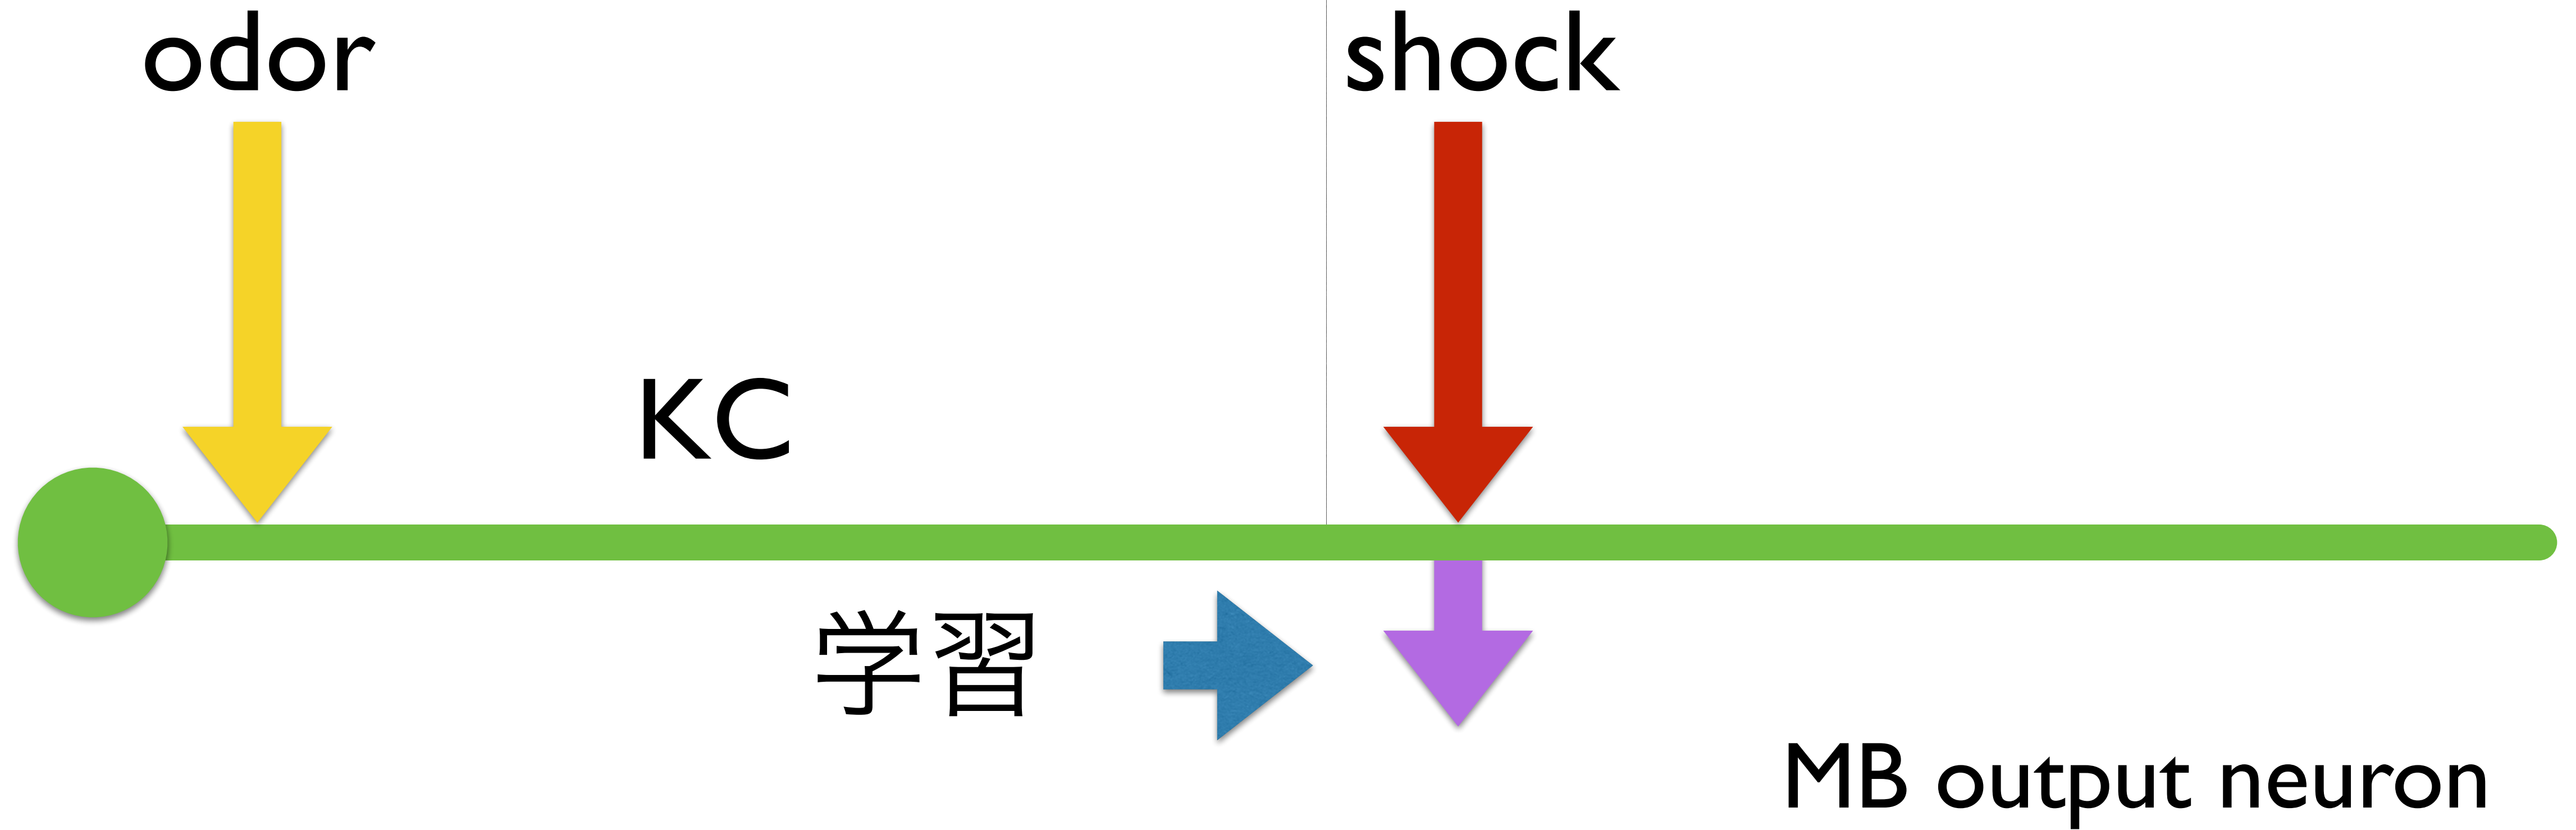 odor
shock
KC
学習
MB output neuron